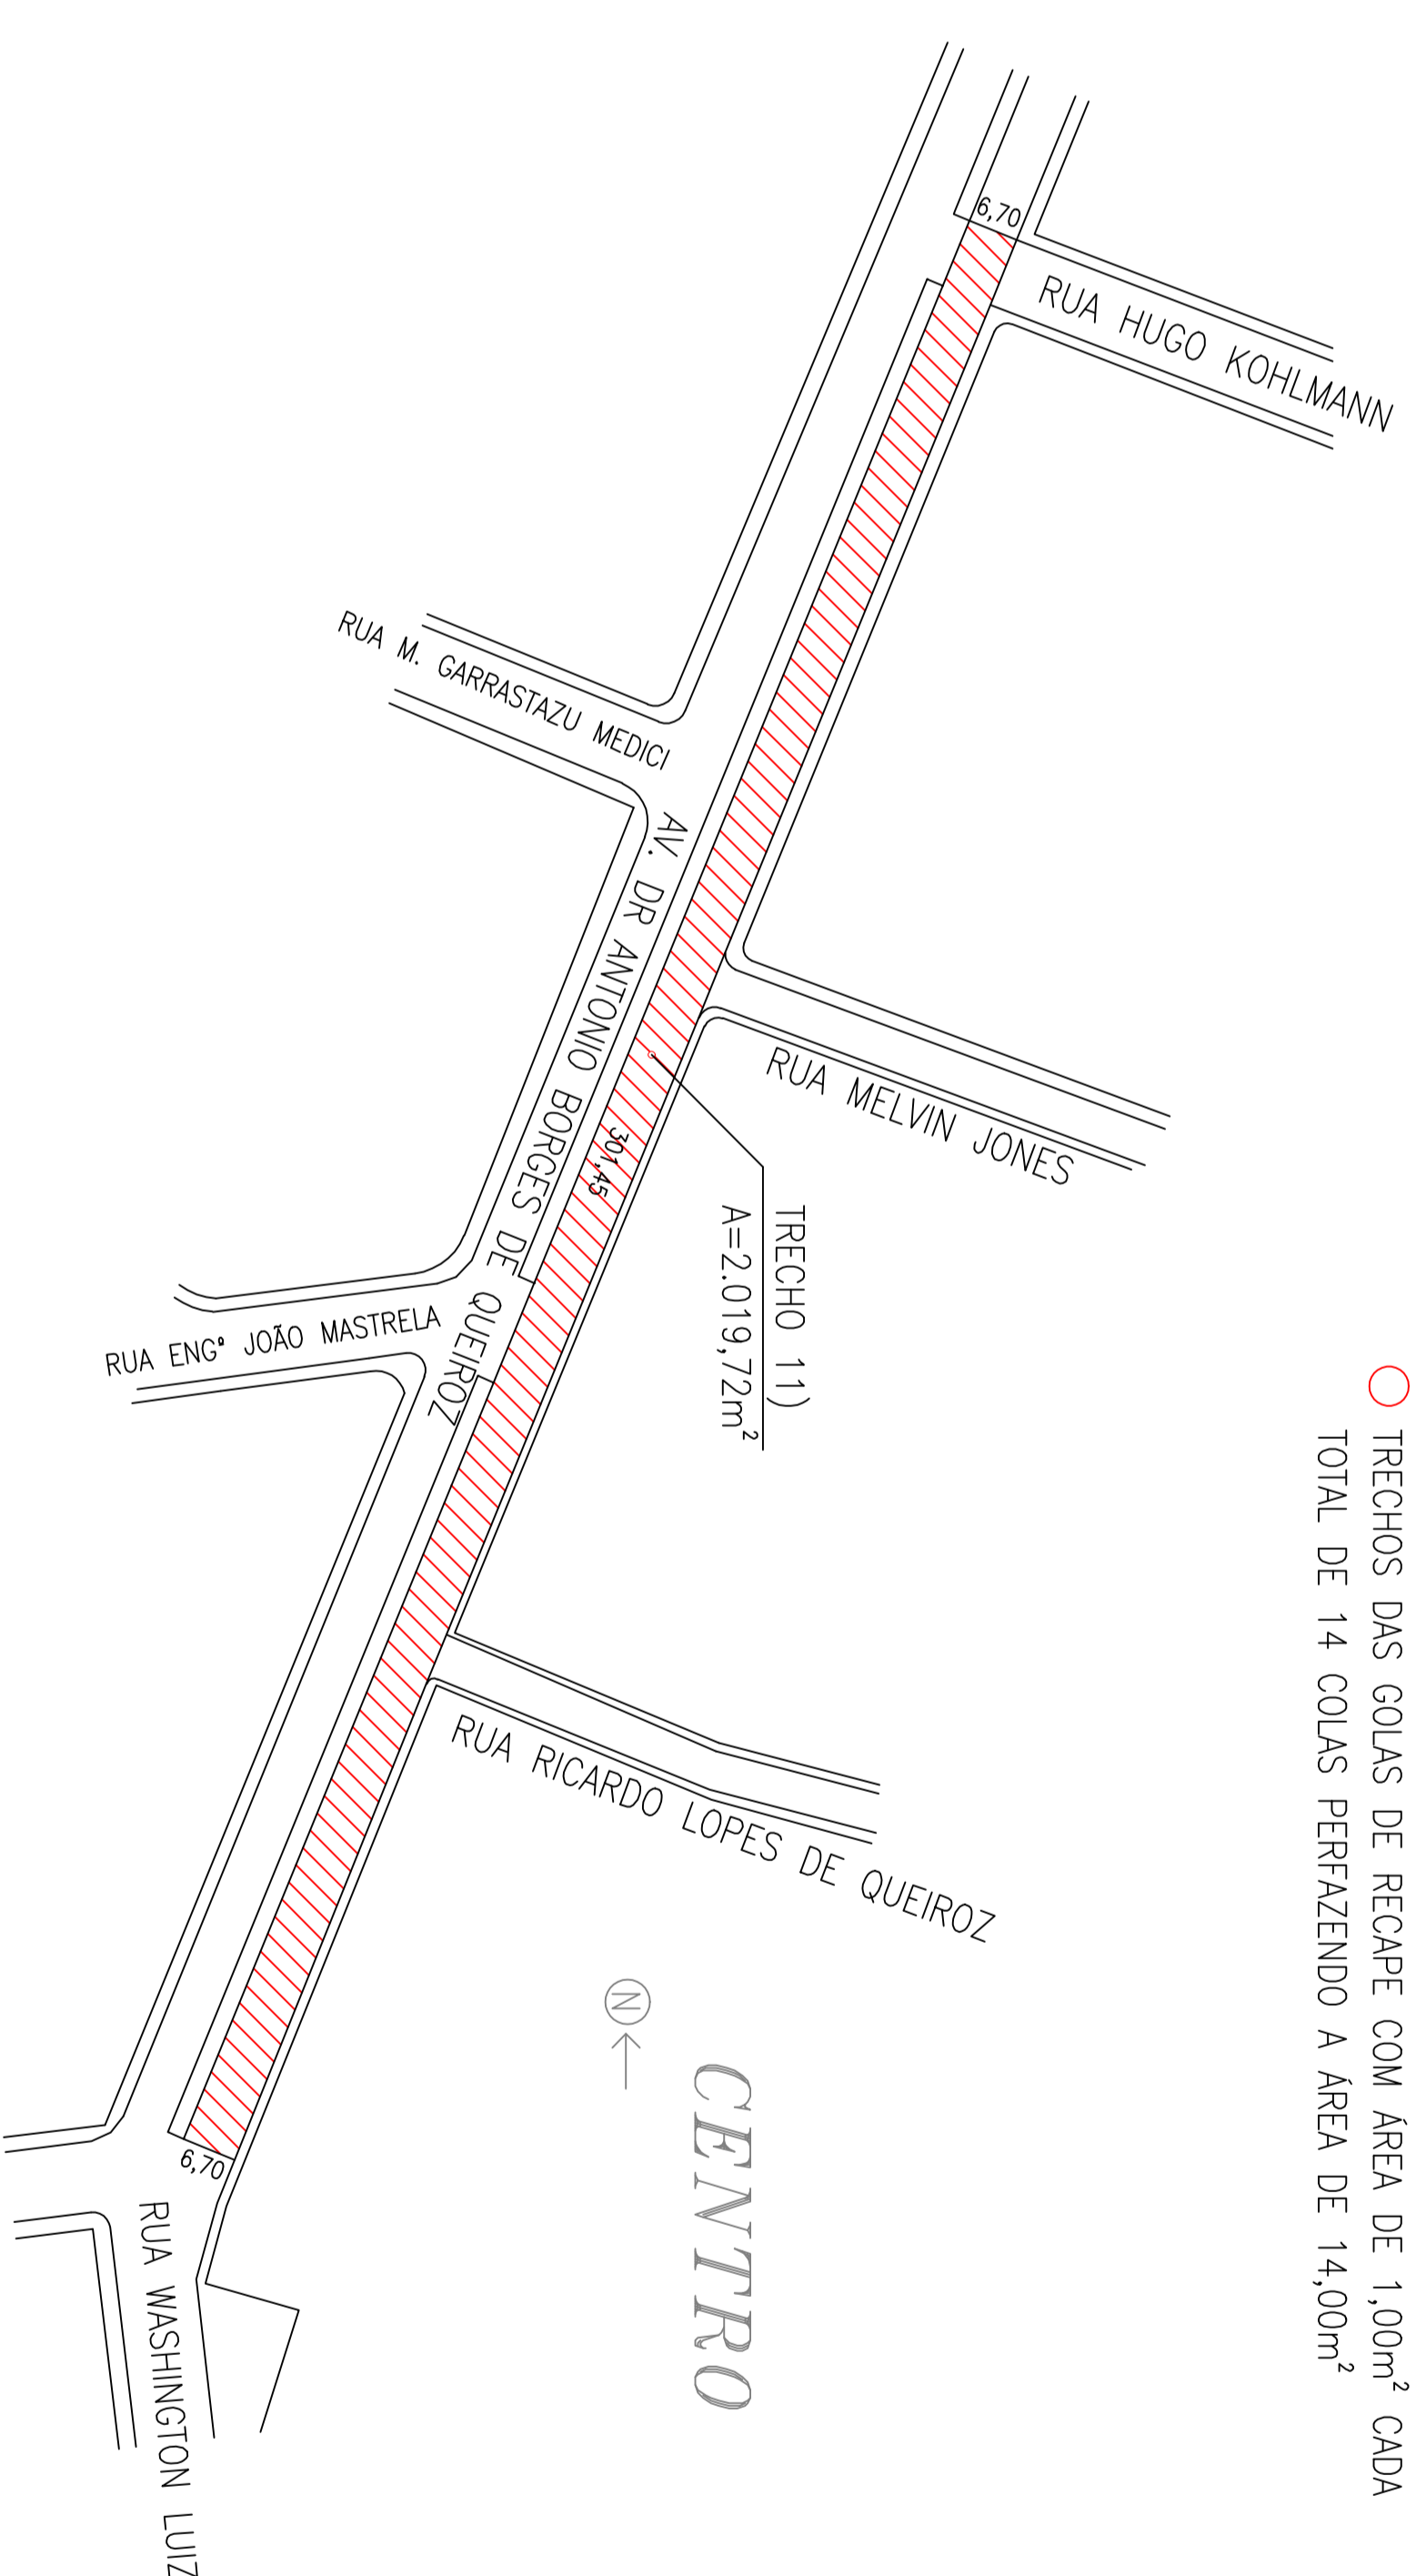 TRECHOS DAS GOLAS DE RECAPE COM ÁREA DE 1,00m² CADA
TOTAL DE 14 COLAS PERFAZENDO A ÁREA DE 14,00m²
6,70
RUA HUGO KOHLMANN
RUA M. GARRASTAZU MEDICI
AV. DR ANTONIO BORGES DE QUEIROZ
RUA MELVIN JONES
301,45
TRECHO 11)
A=2.019,72m²
RUA ENGª JOÃO MASTRELA
RUA RICARDO LOPES DE QUEIROZ
N
CENTRO
6,70
RUA WASHINGTON LUIZ